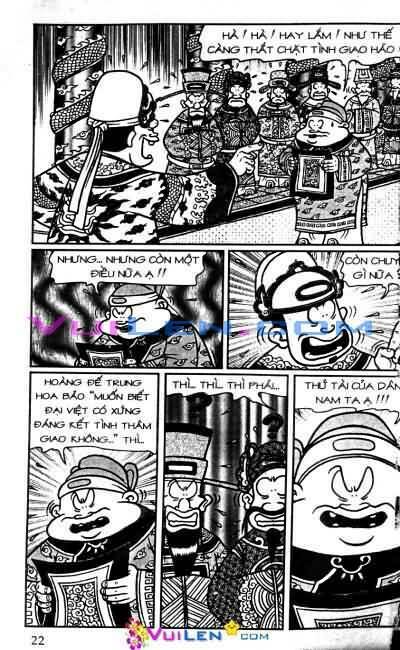 HÀ! HÀ! HAY LẮM! NHƯ THẾ
CÀNG THẮT CHẶT TÌNH GIAO HẢO!
NHƯNG... NHƯNG CÒN MỘT
ĐIỀU NỮA Ạ!!
CÒN CHUY
GÌ NỮA?
VUILEN.COM
HOÀNG ĐẾ TRUNG
HOA BẢO "MUỐN BIẾT
ĐẠI VIỆT CÓ XỨNG
ĐÁNG KẾT TÌNH THÂM
GIAO KHÔNG..." THÌ...
THÌ... THÌ... THÌ PHẢI...
? ?
THỬ TÀI CỦA DÂN
NAM TA Ạ!!!
22
VUILEN.COM